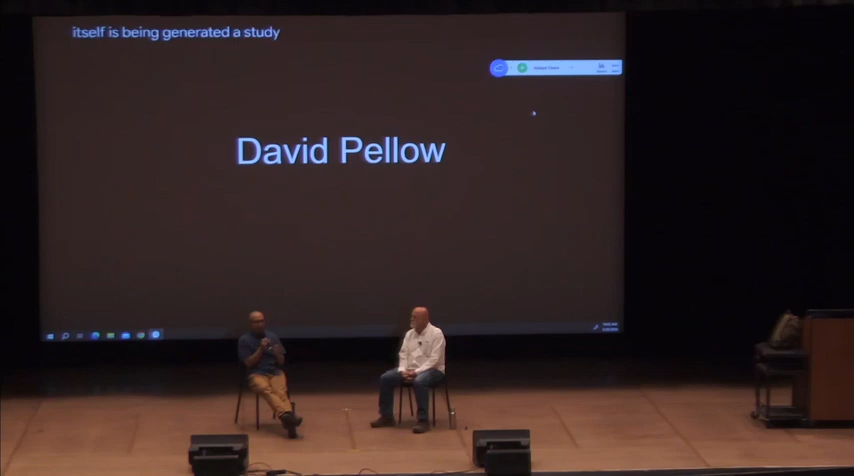 itself is being generated a study
David Pellow